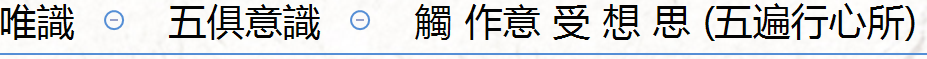 唯識 ⊖ 五俱意識 ⊖ 觸 作意 受 想 思 (五遍行心所)